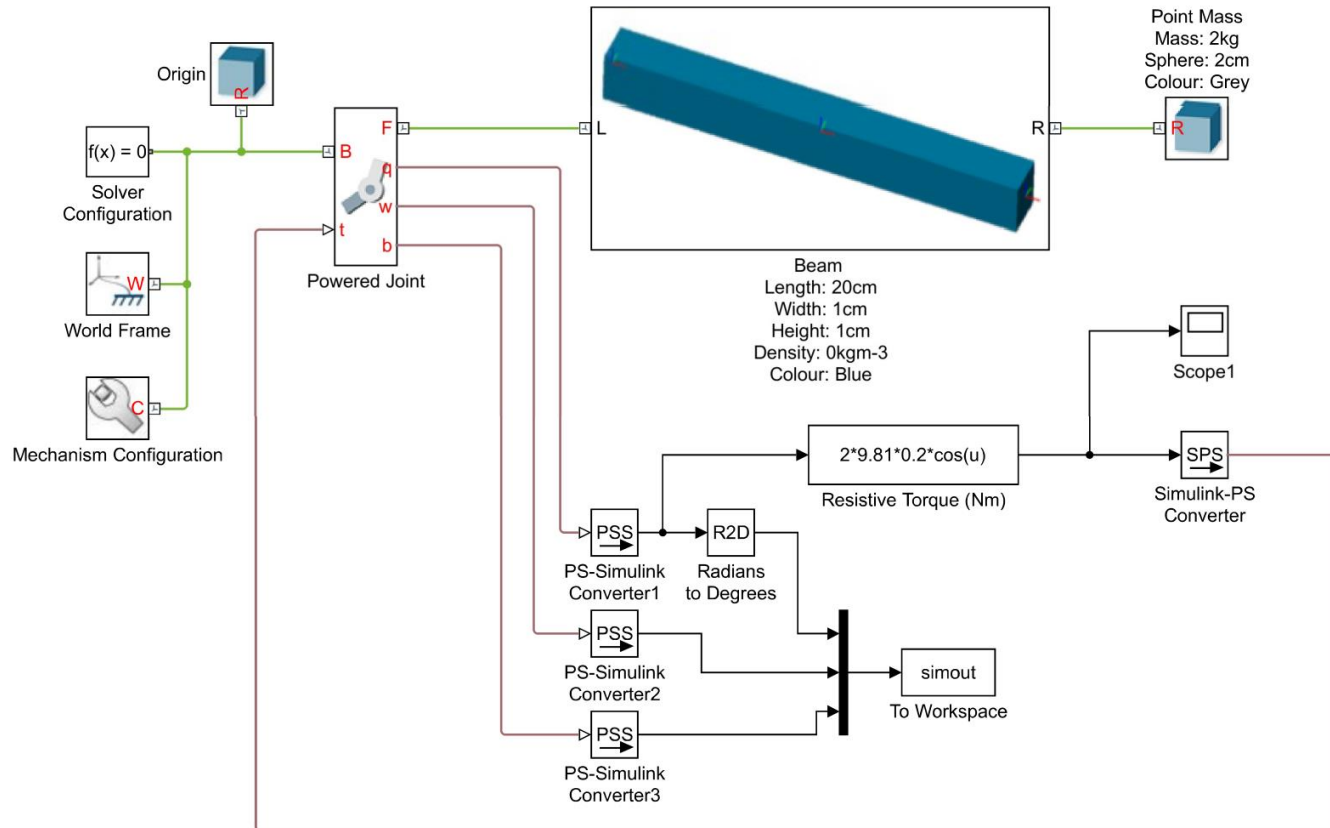 Point Mass
Mass: 2kg
Sphere: 2cm
Colour: Grey
Origin
R
F
L
R
R
f(x) = 0
B
Solver
Configuration
q
w
t
b
Powered Joint
W
World Frame
Beam
Length: 20cm
Width: 1cm
Height: 1cm
Density: 0kgm-3
Colour: Blue
Scope1
C
Mechanism Configuration
2*9.81*0.2*cos(u)
Resistive Torque (Nm)
SPS
Simulink-PS
Converter
PSS
PS-Simulink
Converter1
R2D
Radians
to Degrees
PSS
PS-Simulink
Converter2
simout
To Workspace
PSS
PS-Simulink
Converter3